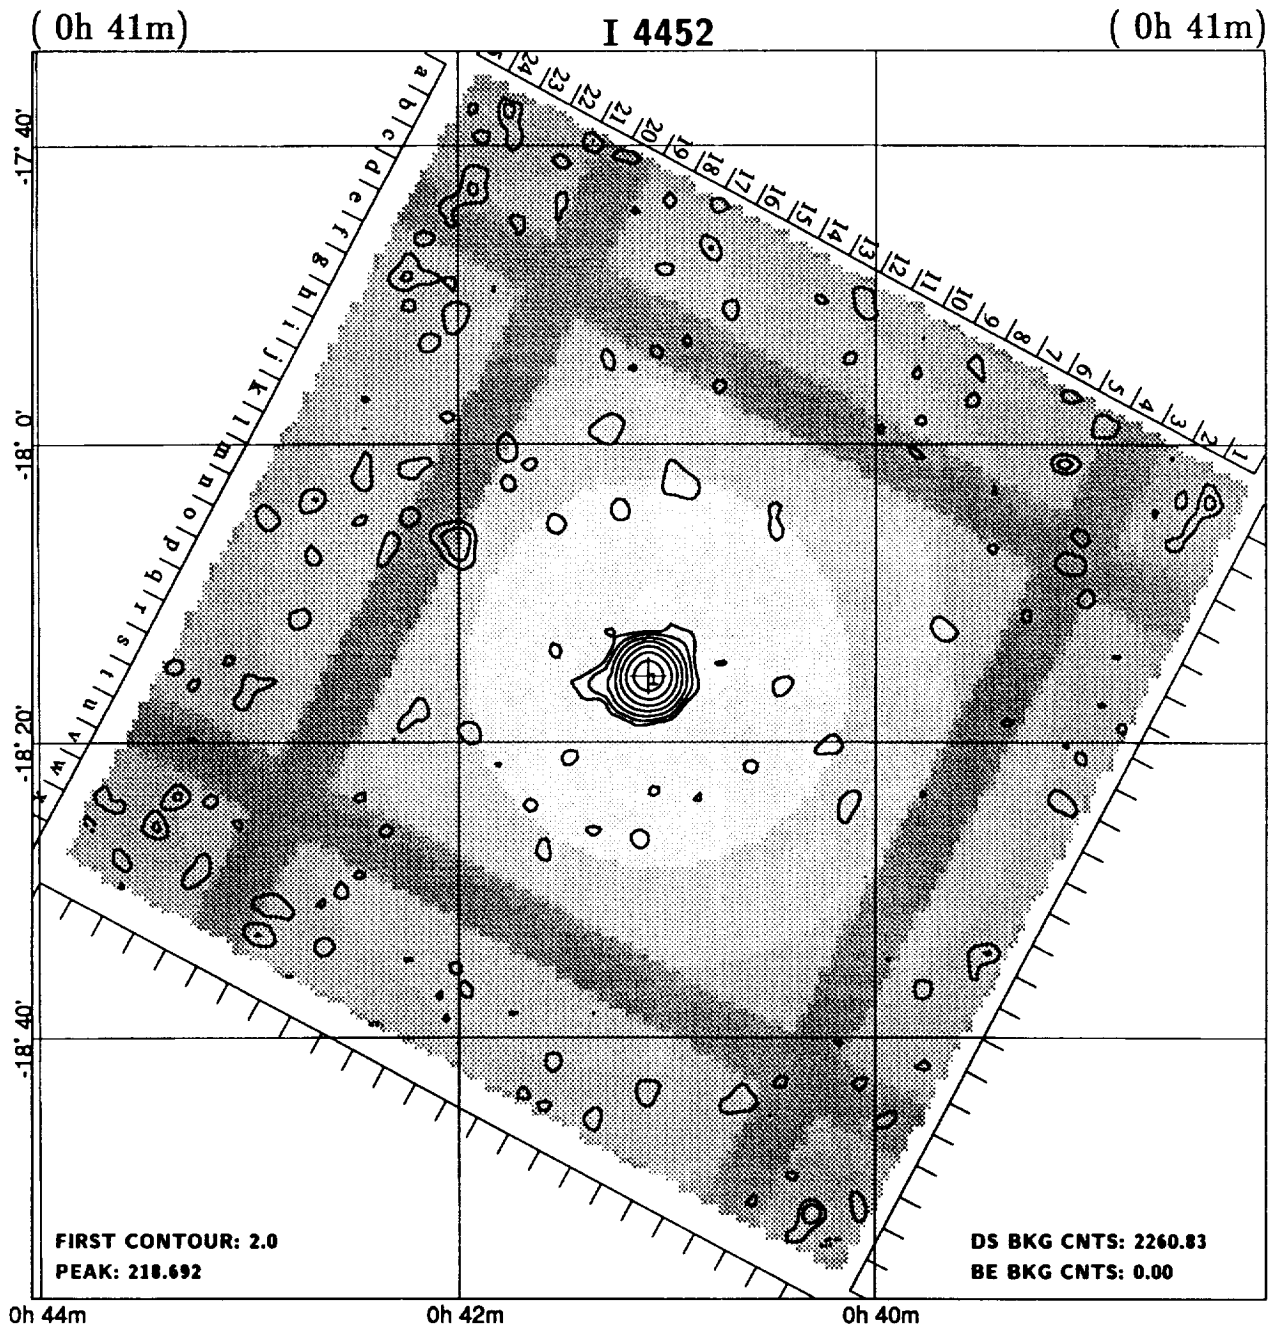 ( 0h 41m) I 4452 ( 0h 41m)
24 23 22 21 20 19 18 17 16 15 14 13 12 11 10 9 8 7 6 5 4 3 2 1
a b c d e f g h i j k l m n o p q r s t u v w x
-17° 40'
-18° 0'
-18° 20'
-18° 40'
1
FIRST CONTOUR: 2.0
PEAK: 218.692
DS BKG CNTS: 2260.83
BE BKG CNTS: 0.00
0h 44m 0h 42m 0h 40m